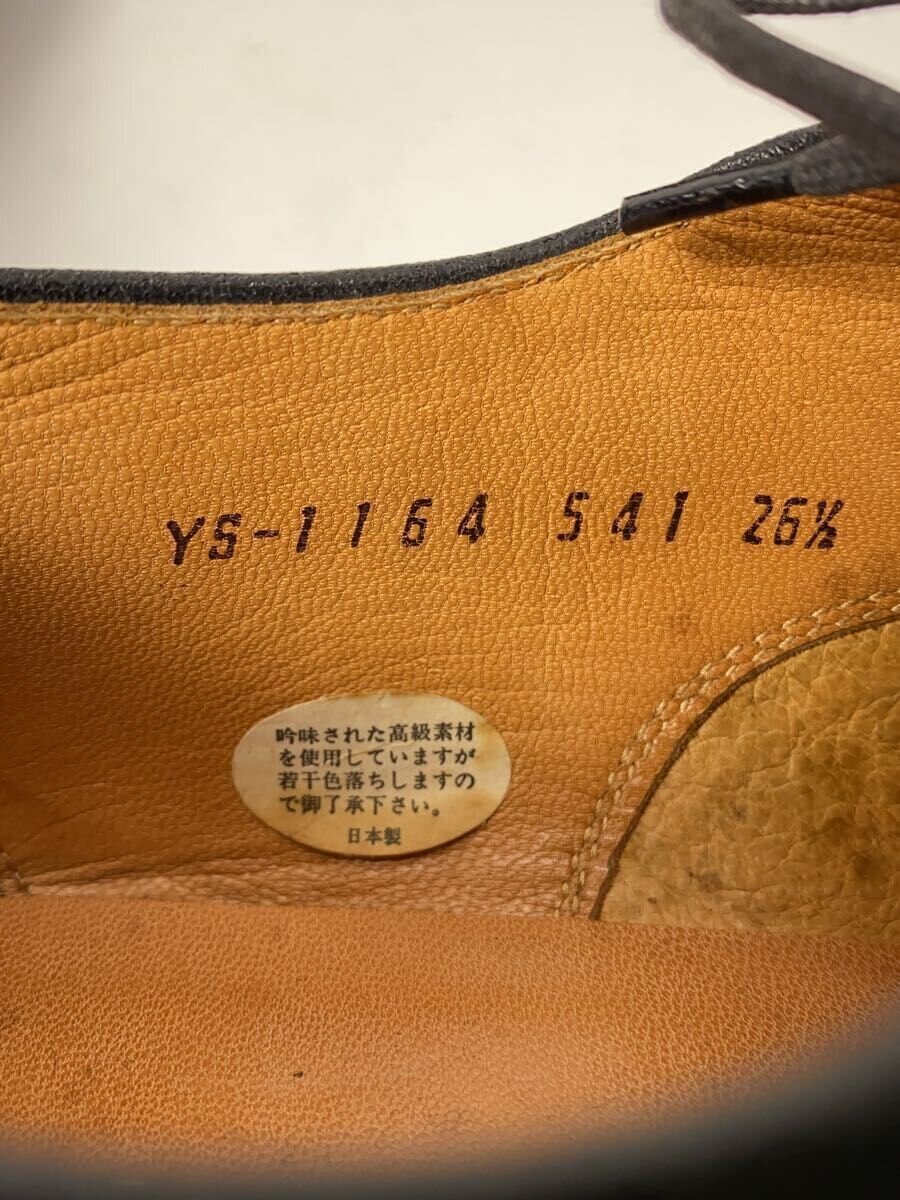 YS-1164 541 26½
吟味された高級素材
を使用していますが
若干色落ちしますの
で御了承下さい。
日本製